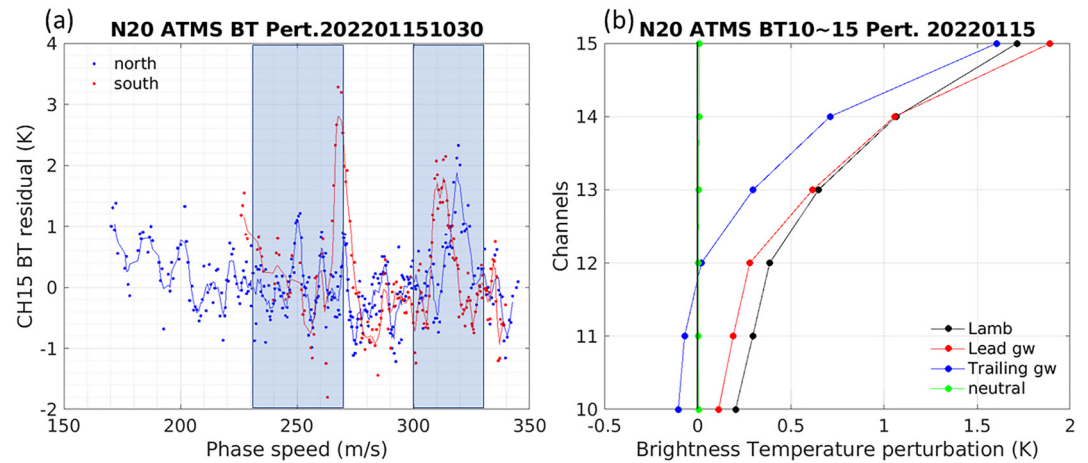 (a)
N20 ATMS BT Pert.202201151030
CH15 BT residual (K)
4
3
2
1
0
-1
-2
north
south
150 200 250 300 350
Phase speed (m/s)
(b)
N20 ATMS BT10~15 Pert. 20220115
Channels
15
14
13
12
11
10
Lamb
Lead gw
Trailing gw
neutral
-0.5 0 0.5 1 1.5 2
Brightness Temperature perturbation (K)